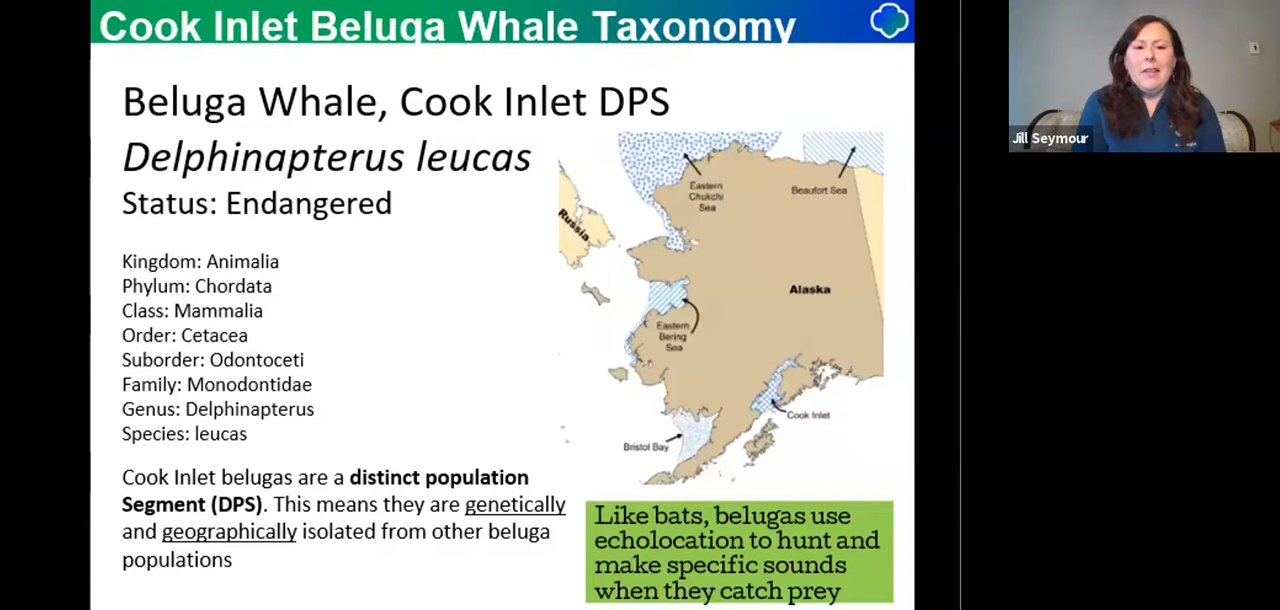 Cook Inlet Beluga Whale Taxonomy
Jill Seymour
Beluga Whale, Cook Inlet DPS
Delphinapterus leucas
Status: Endangered
Kingdom: Animalia
Phylum: Chordata
Class: Mammalia
Order: Cetacea
Suborder: Odontoceti
Family: Monodontidae
Genus: Delphinapterus
Species: leucas
Cook Inlet belugas are a distinct population
Segment (DPS). This means they are genetically
and geographically isolated from other beluga
populations
Eastern
Chukchi
Sea
Beaufort Sea
Russia
Alaska
Eastern
Bering
Sea
Cook Inlet
Bristol Bay
Like bats, belugas use
echolocation to hunt and
make specific sounds
when they catch prey